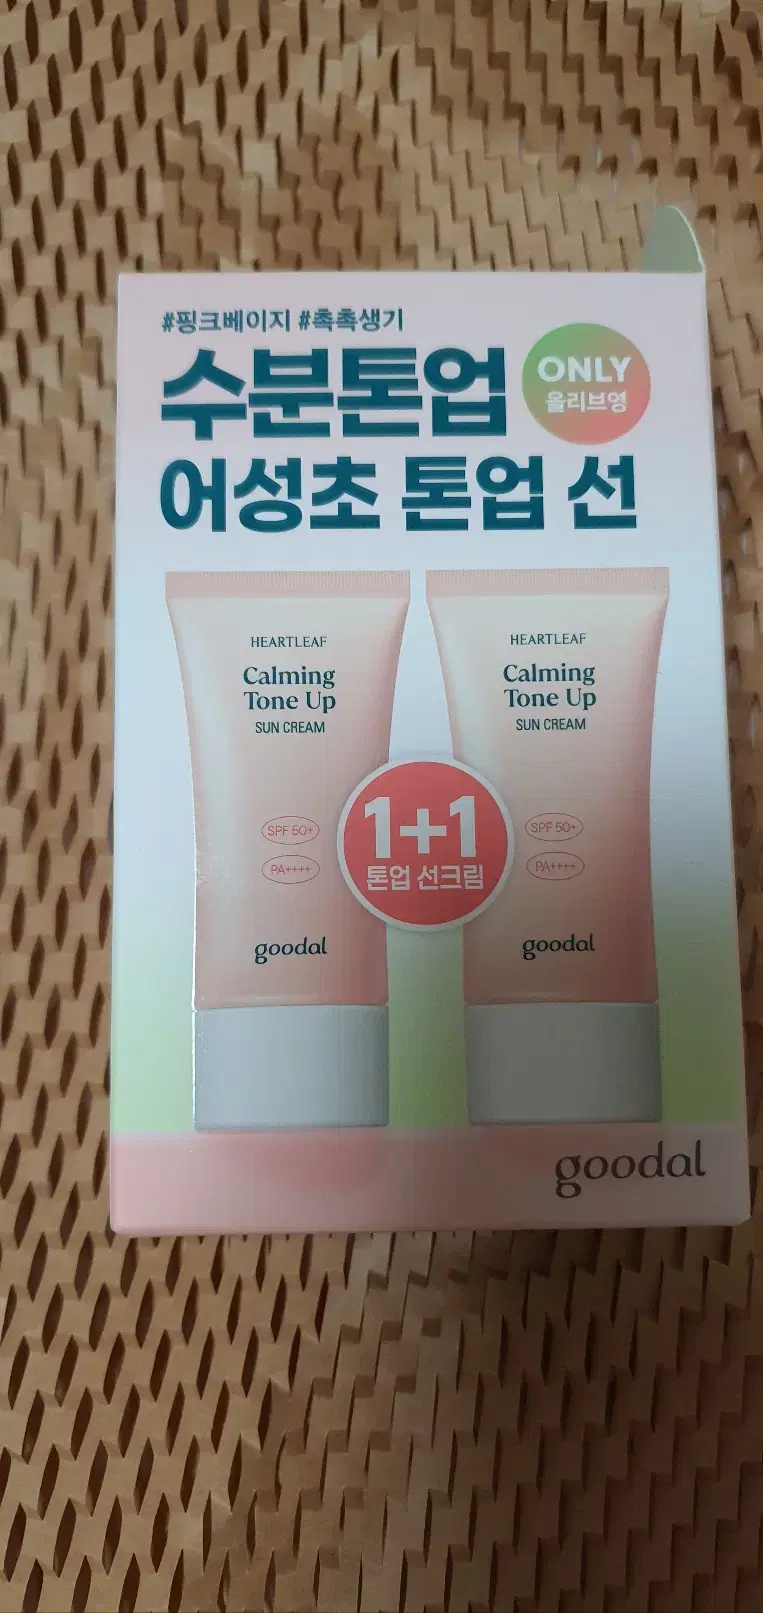 #핑크베이지 #촉촉생기
수분톤업
ONLY
올리브영
어성초 톤업 선
HEARTLEAF
Calming
Tone Up
SUN CREAM
SPF 50+
PA++++
goodal
HEARTLEAF
Calming
Tone Up
SUN CREAM
SPF 50+
PA++++
goodal
1+1
톤업 선크림
goodal